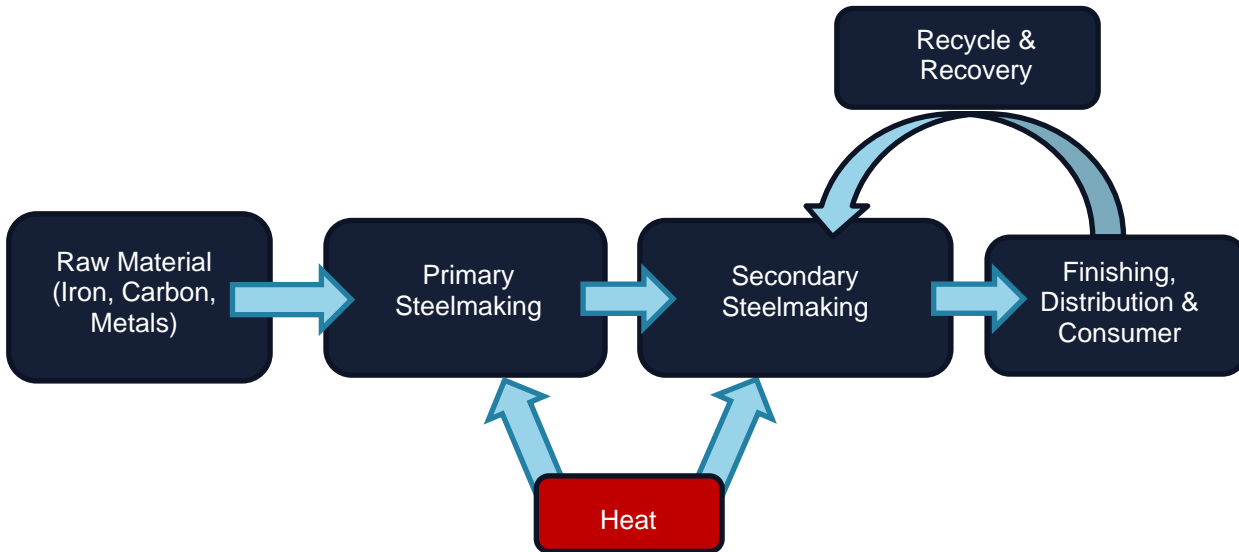 Recycle &
Recovery
Raw Material
(Iron, Carbon,
Metals)
Primary
Steelmaking
Secondary
Steelmaking
Finishing,
Distribution &
Consumer
Heat